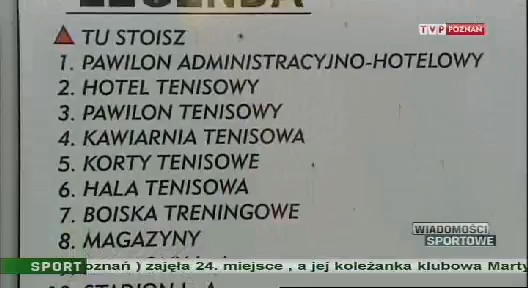 LEGENDA
TVP POZNAŃ
TU STOISZ
1. PAWILON ADMINISTRACYJNO-HOTELOWY
2. HOTEL TENISOWY
3. PAWILON TENISOWY
4. KAWIARNIA TENISOWA
5. KORTY TENISOWE
6. HALA TENISOWA
7. BOISKA TRENINGOWE
8. MAGAZYNY
WIADOMOŚCI
SPORTOWE
SPORT oznań ) zajęła 24. miejsce , a jej koleżanka klubowa Marty